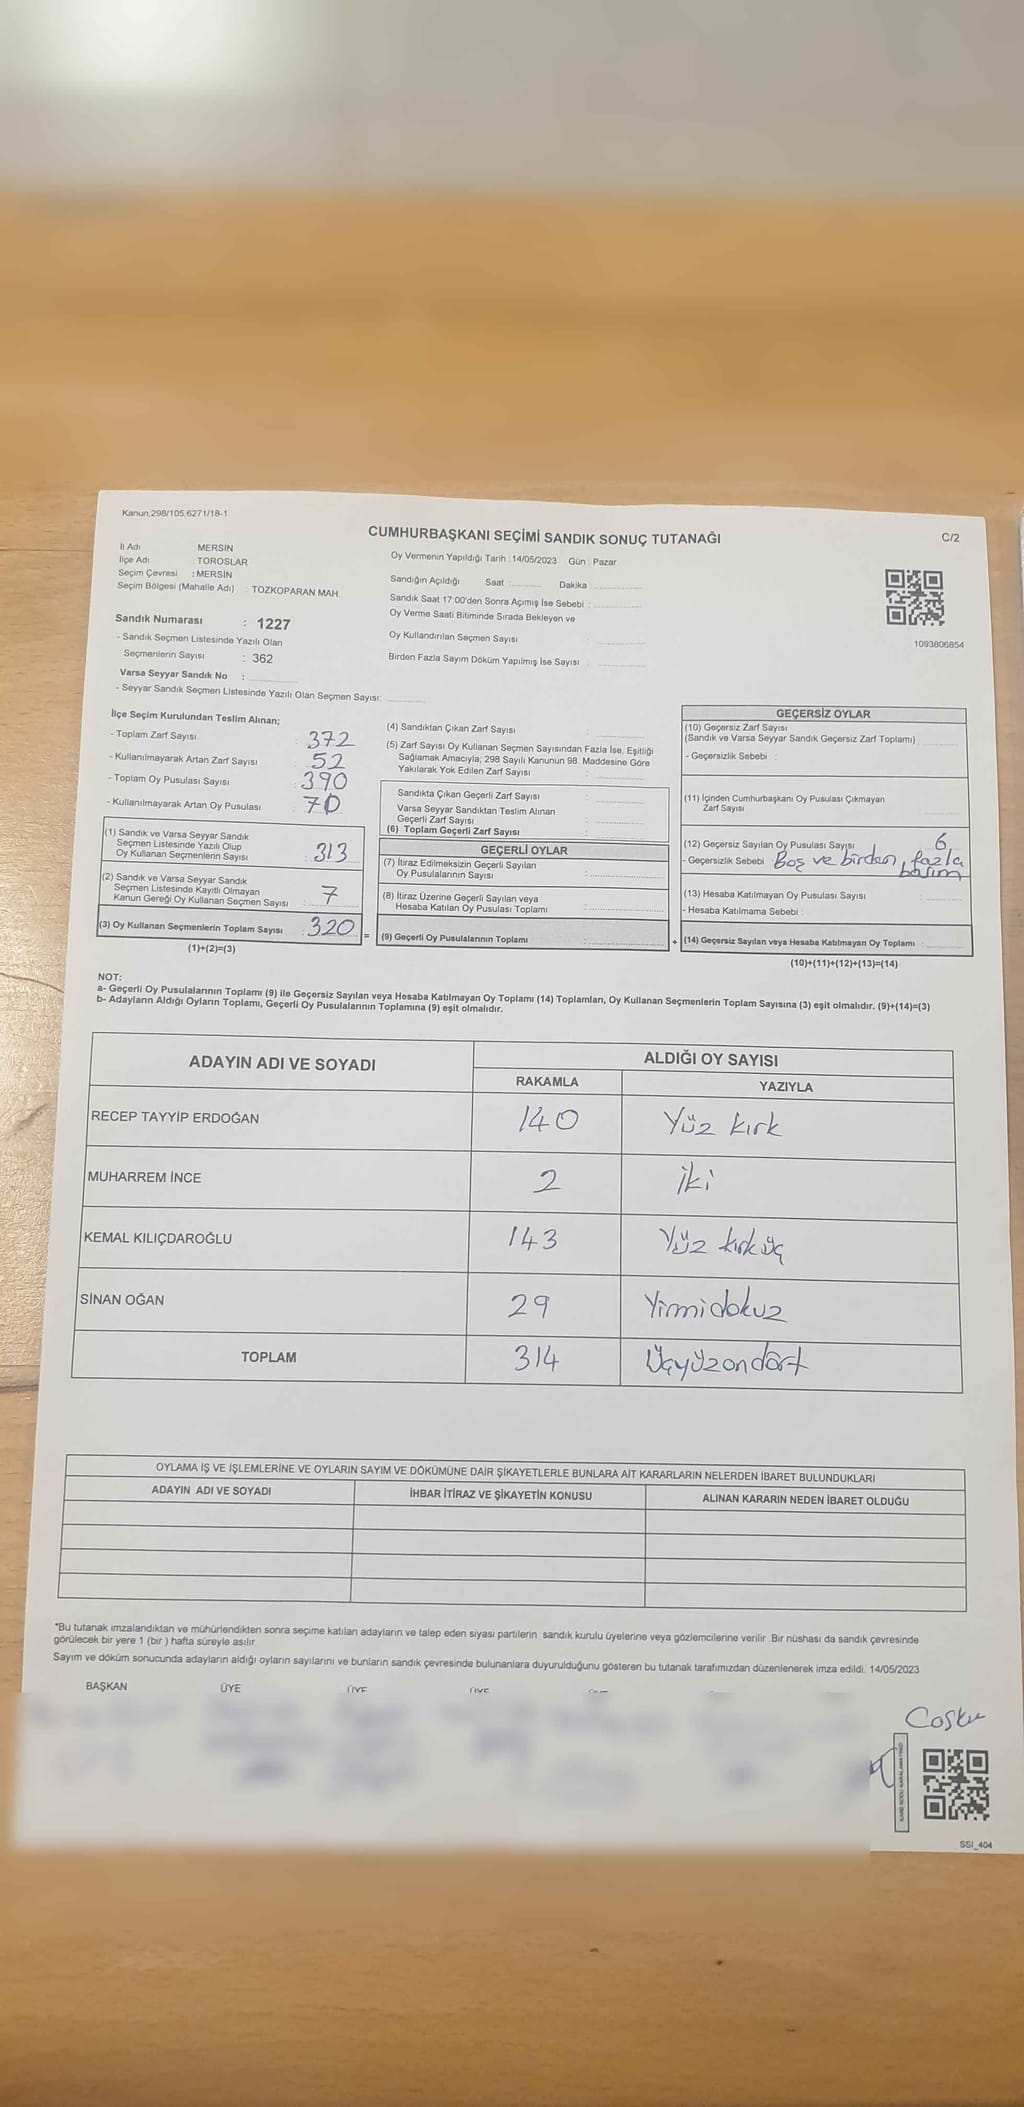 Kanun;298/105,6271/18-1
CUMHURBAŞKANI SEÇİMİ SANDIK SONUÇ TUTANAĞI
C/2
İl Adı MERSİN
İlçe Adı TOROSLAR
Seçim Çevresi : MERSİN
Seçim Bölgesi (Mahalle Adı) : TOZKOPARAN MAH.
Oy Vermenin Yapıldığı Tarih : 14/05/2023 Gün : Pazar
Sandığın Açıldığı Saat : Dakika :
Sandık Saat 17:00'den Sonra Açımış İse Sebebi :
Oy Verme Saati Bitiminde Sırada Bekleyen ve
Oy Kullandırılan Seçmen Sayısı :
Birden Fazla Sayım Döküm Yapılmış İse Sayısı :
1093806854
Sandık Numarası : 1227
- Sandık Seçmen Listesinde Yazılı Olan
Seçmenlerin Sayısı : 362
Varsa Seyyar Sandık No :
- Seyyar Sandık Seçmen Listesinde Yazılı Olan Seçmen Sayısı:
İlçe Seçim Kurulundan Teslim Alınan;
- Toplam Zarf Sayısı : 372
- Kullanılmayarak Artan Zarf Sayısı : 52
- Toplam Oy Pusulası Sayısı : 390
- Kullanılmayarak Artan Oy Pusulası : 70
(1) Sandık ve Varsa Seyyar Sandık
Seçmen Listesinde Yazılı Olup
Oy Kullanan Seçmenlerin Sayısı : 313
(2) Sandık ve Varsa Seyyar Sandık
Seçmen Listesinde Kayıtlı Olmayan
Kanun Gereği Oy Kullanan Seçmen Sayısı : 7
(3) Oy Kullanan Seçmenlerin Toplam Sayısı : 320
(1)+(2)=(3)
=
(4) Sandıktan Çıkan Zarf Sayısı :
(5) Zarf Sayısı Oy Kullanan Seçmen Sayısından Fazla İse, Eşitliği
Sağlamak Amacıyla; 298 Sayılı Kanunun 98. Maddesine Göre
Yakılarak Yok Edilen Zarf Sayısı :
Sandıkta Çıkan Geçerli Zarf Sayısı :
Varsa Seyyar Sandıktan Teslim Alınan
Geçerli Zarf Sayısı :
(6) Toplam Geçerli Zarf Sayısı :
GEÇERLİ OYLAR
(7) İtiraz Edilmeksizin Geçerli Sayılan
Oy Pusulalarının Sayısı :
(8) İtiraz Üzerine Geçerli Sayılan veya
Hesaba Katılan Oy Pusulası Toplamı :
(9) Geçerli Oy Pusulalarının Toplamı :
+
GEÇERSİZ OYLAR
(10) Geçersiz Zarf Sayısı
(Sandık ve Varsa Seyyar Sandık Geçersiz Zarf Toplamı) :
- Geçersizlik Sebebi :
(11) İçinden Cumhurbaşkanı Oy Pusulası Çıkmayan
Zarf Sayısı :
(12) Geçersiz Sayılan Oy Pusulası Sayısı : 6
- Geçersizlik Sebebi Boş ve birden fazla
basım
(13) Hesaba Katılmayan Oy Pusulası Sayısı :
- Hesaba Katılmama Sebebi :
(14) Geçersiz Sayılan veya Hesaba Katılmayan Oy Toplamı :
(10)+(11)+(12)+(13)=(14)
NOT:
a- Geçerli Oy Pusulalarının Toplamı (9) ile Geçersiz Sayılan veya Hesaba Katılmayan Oy Toplamı (14) Toplamları, Oy Kullanan Seçmenlerin Toplam Sayısına (3) eşit olmalıdır. (9)+(14)=(3)
b- Adayların Aldığı Oyların Toplamı, Geçerli Oy Pusulalarının Toplamına (9) eşit olmalıdır.
ADAYIN ADI VE SOYADI ALDIĞI OY SAYISI
RAKAMLA YAZIYLA
RECEP TAYYİP ERDOĞAN 140 Yüz kırk
MUHARREM İNCE 2 iki
KEMAL KILIÇDAROĞLU 143 Yüz kırk üç
SİNAN OĞAN 29 Yirmidokuz
TOPLAM 314 Üçyüzondört
OYLAMA İŞ VE İŞLEMLERİNE VE OYLARIN SAYIM VE DÖKÜMÜNE DAİR ŞİKAYETLERLE BUNLARA AİT KARARLARIN NELERDEN İBARET BULUNDUKLARI
ADAYIN ADI VE SOYADI İHBAR İTİRAZ VE ŞİKAYETİN KONUSU ALINAN KARARIN NEDEN İBARET OLDUĞU
*Bu tutanak imzalandıktan ve mühürlendikten sonra seçime katılan adayların ve talep eden siyasi partilerin sandık kurulu üyelerine veya gözlemcilerine verilir. Bir nüshası da sandık çevresinde
görülecek bir yere 1 (bir ) hafta süreyle asılır.
Sayım ve döküm sonucunda adayların aldığı oyların sayılarını ve bunların sandık çevresinde bulunanlara duyurulduğunu gösteren bu tutanak tarafımızdan düzenlenerek imza edildi. 14/05/2023
BAŞKAN ÜYE ÜYE ÜYE
SSI_404